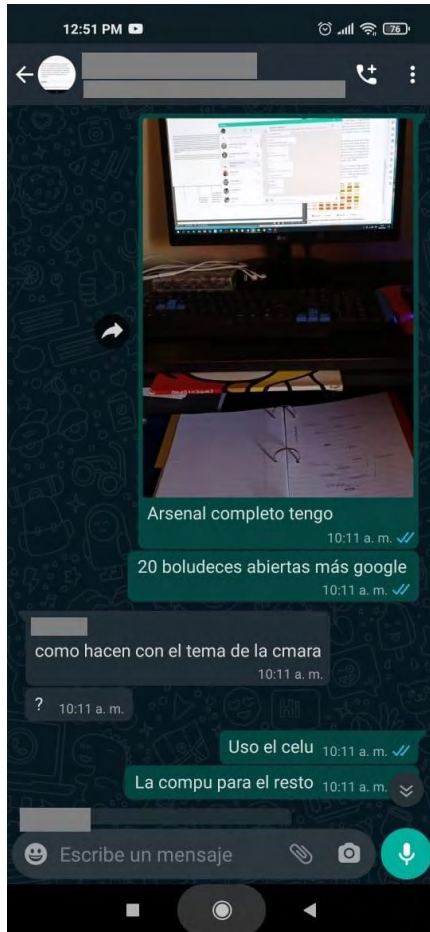 12:51 PM
76
Arsenal completo tengo
10:11 a. m.
20 boludeces abiertas más google
10:11 a. m.
como hacen con el tema de la cmara
10:11 a. m.
? 10:11 a. m.
Uso el celu 10:11 a. m.
La compu para el resto 10:11 a. m.
Escribe un mensaje